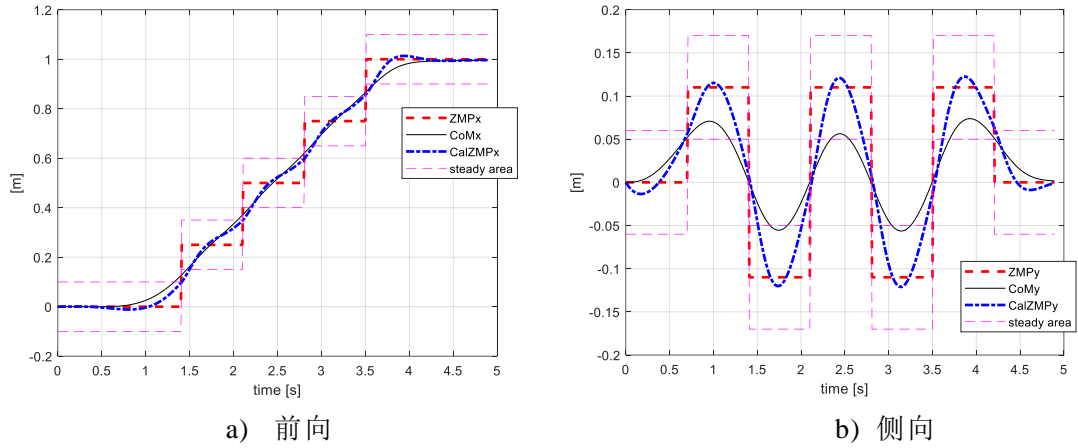 1.2
1
0.8
0.6
0.4
0.2
0
-0.2
[m]
0 0.5 1 1.5 2 2.5 3 3.5 4 4.5 5
time [s]
ZMPx
CoMx
CalZMPx
steady area
a) 前向
0.2
0.15
0.1
0.05
0
-0.05
-0.1
-0.15
-0.2
[m]
0 0.5 1 1.5 2 2.5 3 3.5 4 4.5 5
time [s]
ZMPy
CoMy
CalZMPy
steady area
b) 侧向